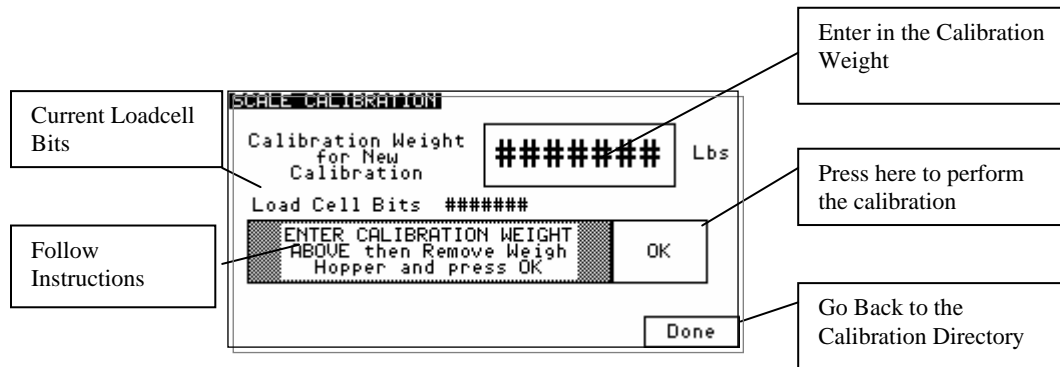 Enter in the Calibration
Weight
SCALE CALIBRATION
Current Loadcell
Bits
Calibration Weight
for New
Calibration
####### Lbs
Press here to perform
the calibration
Load Cell Bits #######
ENTER CALIBRATION WEIGHT
ABOVE then Remove Weigh
Hopper and press OK
OK
Follow
Instructions
Go Back to the
Calibration Directory
Done